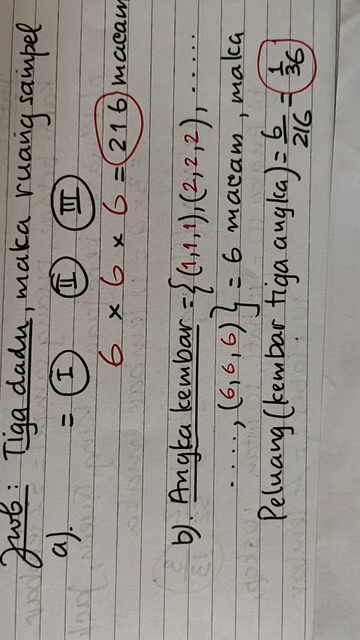 Jwb: Tiga dadu, maka ruang sampel
a). = I II III
6 x 6 x 6 = 216 macam
b). Angka kembar = {(1,1,1),(2,2,2),.....
....., (6,6,6)} = 6 macam, maka
Peluang (kembar tiga angka) = 6/216 = 1/36